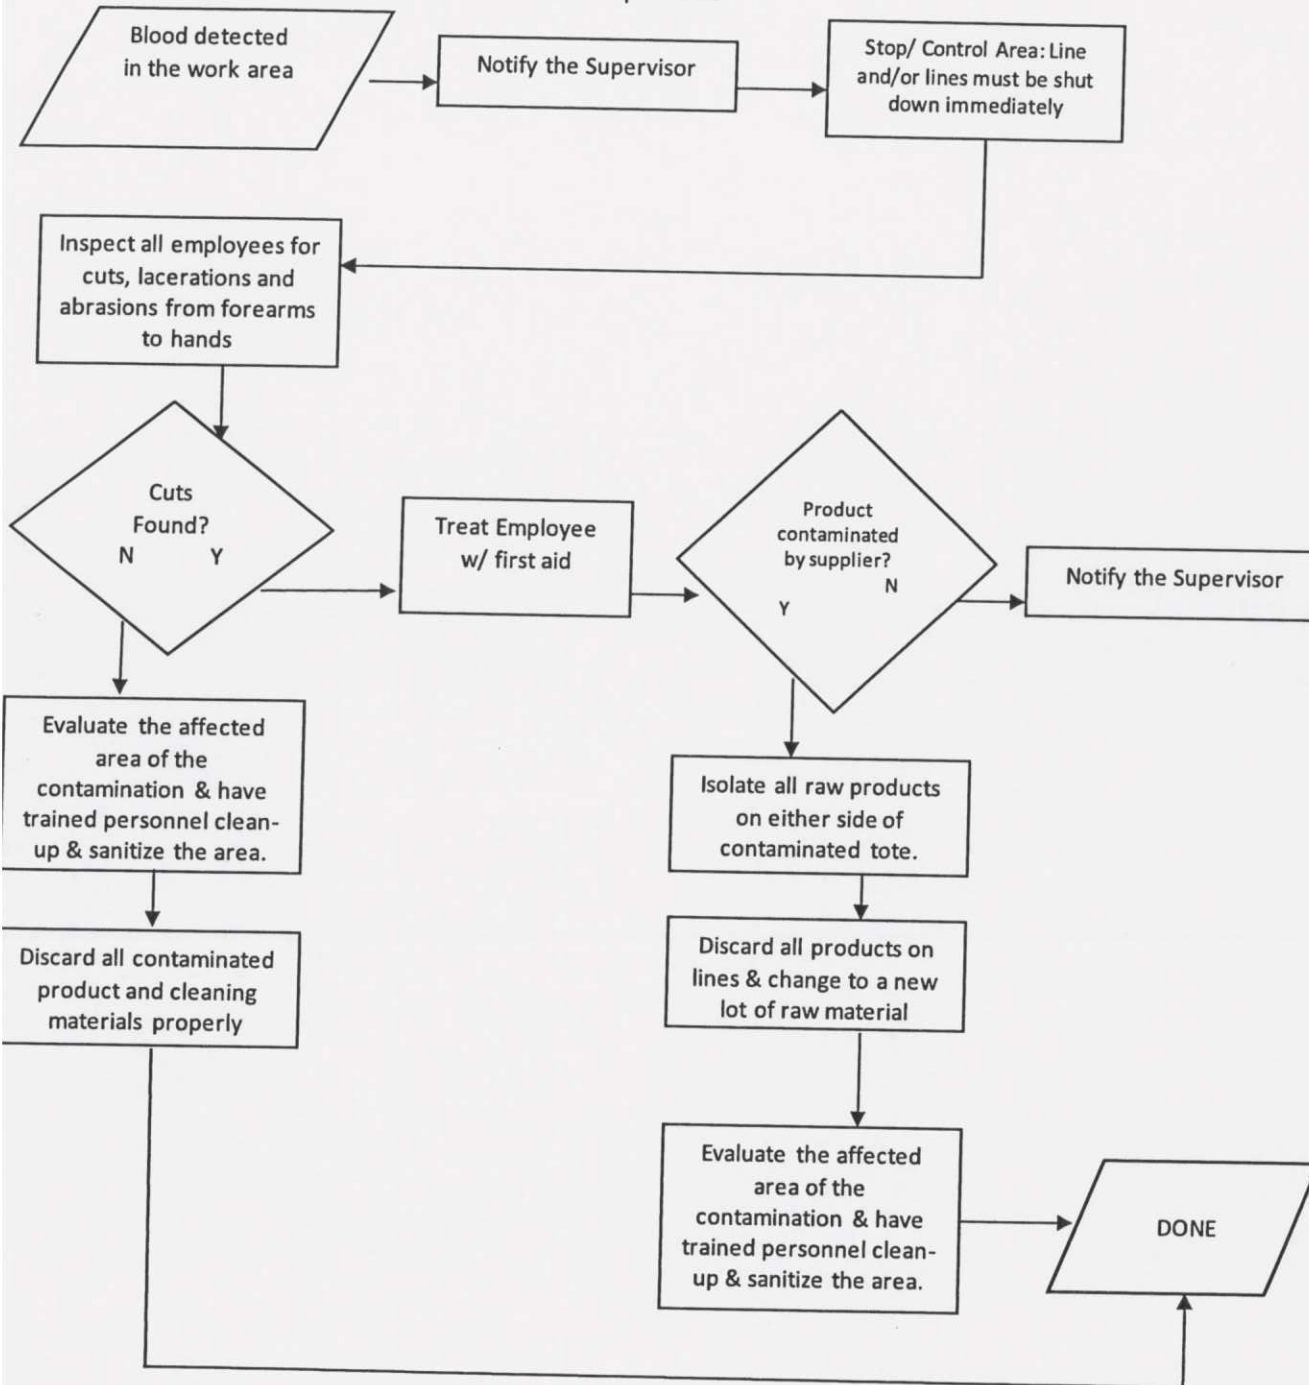 Blood detected
in the work area
Notify the Supervisor
Stop/ Control Area: Line
and/or lines must be shut
down immediately
Inspect all employees for
cuts, lacerations and
abrasions from forearms
to hands
Cuts
Found?
N Y
Treat Employee
w/ first aid
Product
contaminated
by supplier?
N
Y
Notify the Supervisor
Evaluate the affected
area of the
contamination & have
trained personnel clean-
up & sanitize the area.
Discard all contaminated
product and cleaning
materials properly
Isolate all raw products
on either side of
contaminated tote.
Discard all products on
lines & change to a new
lot of raw material
Evaluate the affected
area of the
contamination & have
trained personnel clean-
up & sanitize the area.
DONE